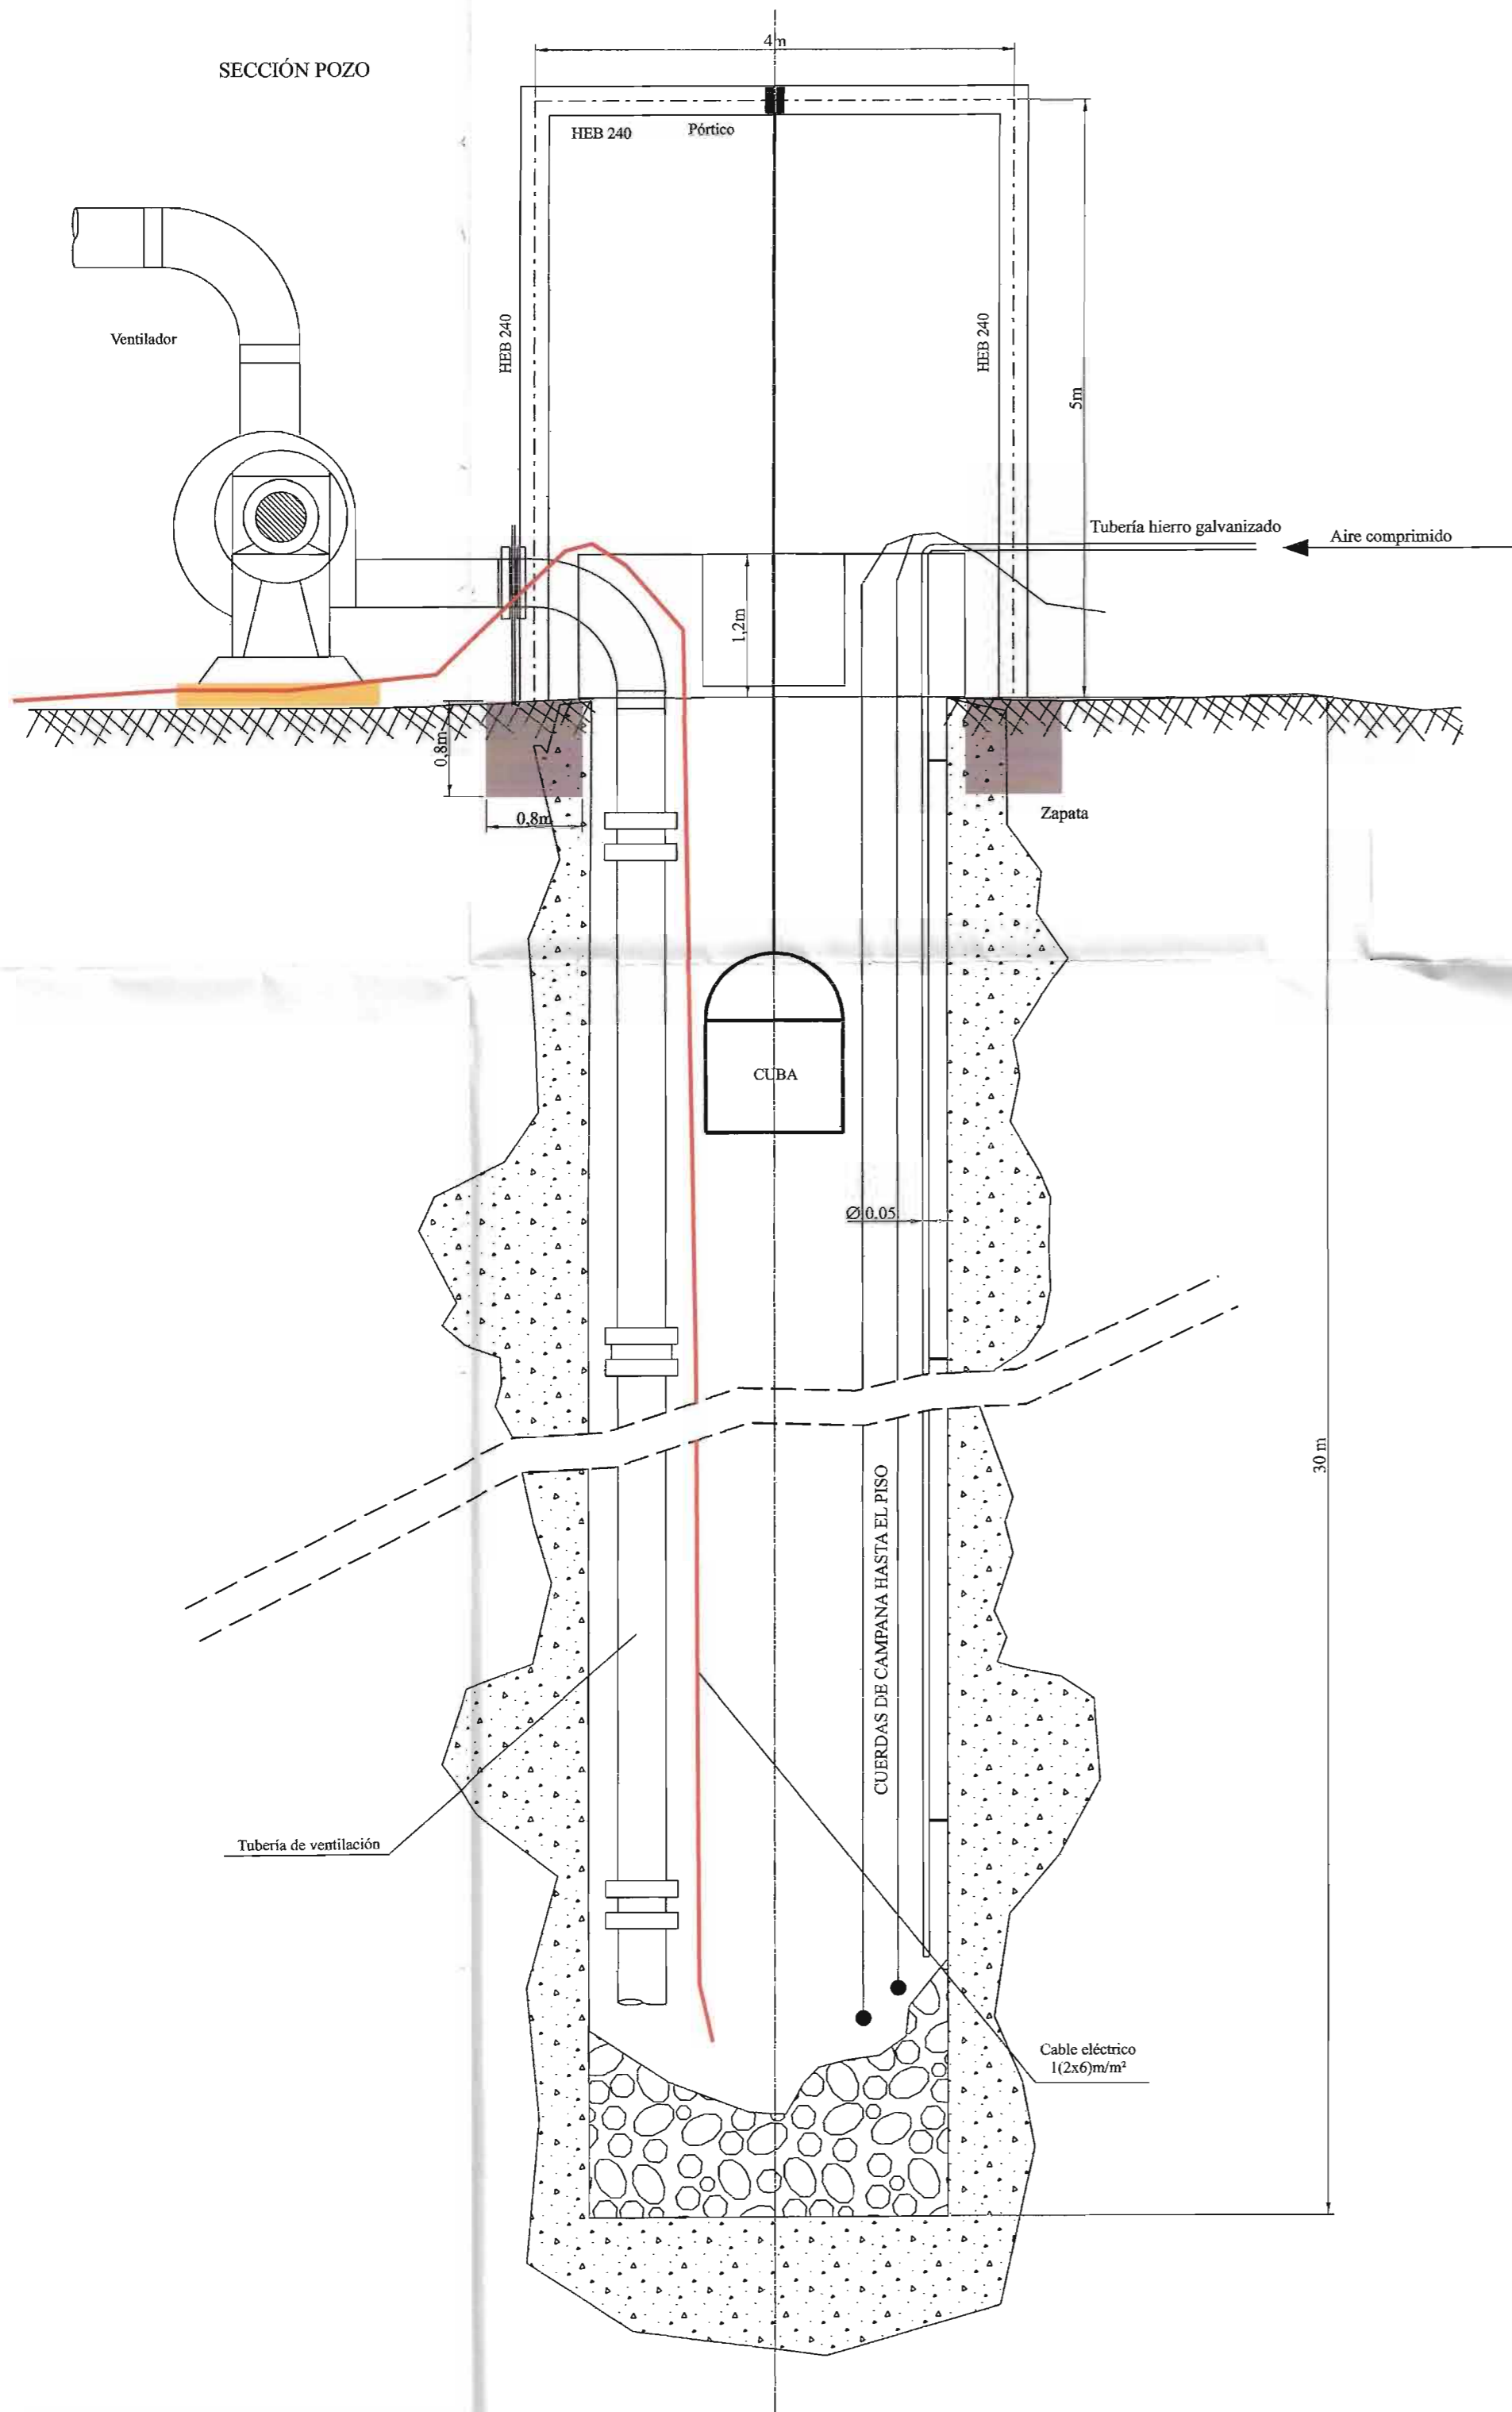 4m
SECCIÓN POZO
HEB 240
Pórtico
Ventilador
HEB 240
HEB 240
5m
Tubería hierro galvanizado
Aire comprimido
1,2m
0,8m
0,8m
Zapata
CUBA
Ø 0.05
30 m
CUERDAS DE CAMPANA HASTA EL PISO
Tubería de ventilación
Cable eléctrico
1(2x6)m/m²